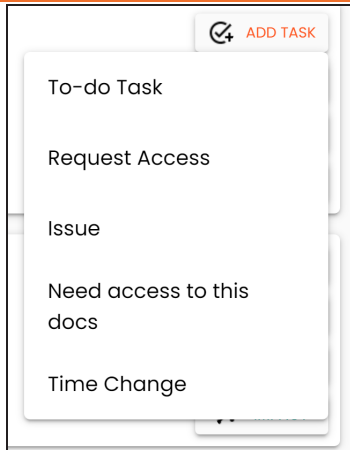 ADD TASK
To-do Task
Request Access
Issue
Need access to this
docs
Time Change